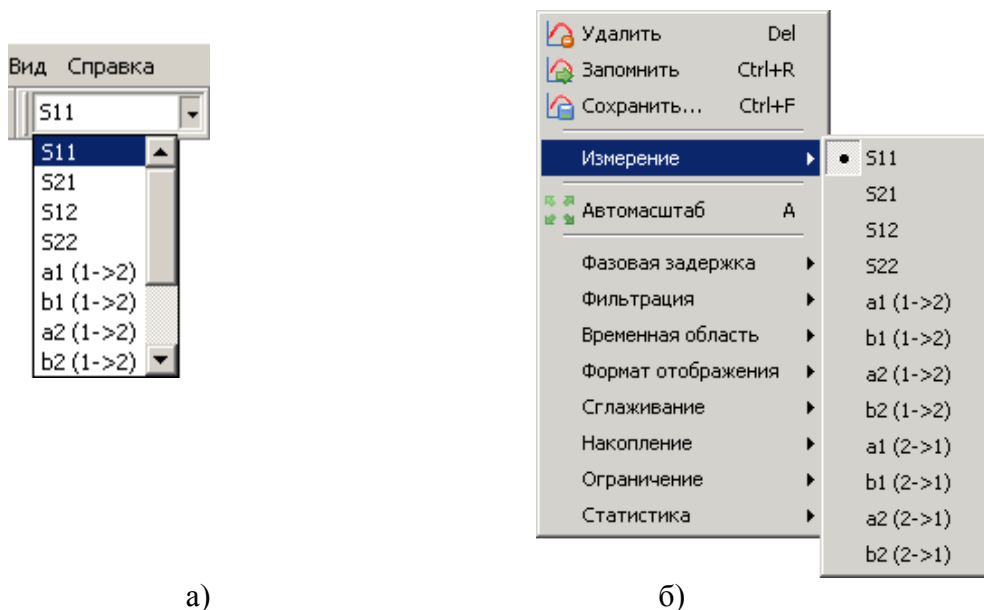 Вид Справка
S11
S11
S21
S12
S22
a1 (1->2)
b1 (1->2)
a2 (1->2)
b2 (1->2)
а)
Удалить Del
Запомнить Ctrl+R
Сохранить... Ctrl+F
Измерение
Автомасштаб A
Фазовая задержка
Фильтрация
Временная область
Формат отображения
Сглаживание
Накопление
Ограничение
Статистика
S11
S21
S12
S22
a1 (1->2)
b1 (1->2)
a2 (1->2)
b2 (1->2)
a1 (2->1)
b1 (2->1)
a2 (2->1)
b2 (2->1)
б)